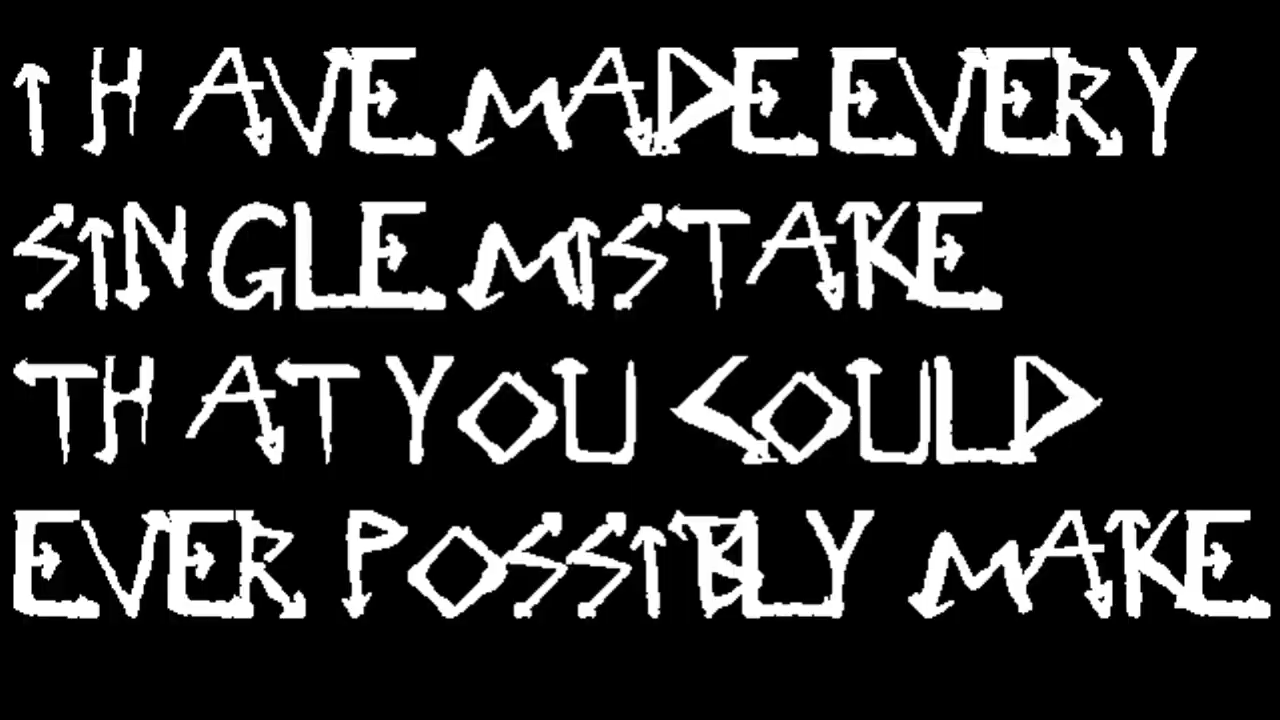 I HAVE MADE EVERY
SINGLE MISTAKE
THAT YOU COULD
EVER POSSIBLY MAKE